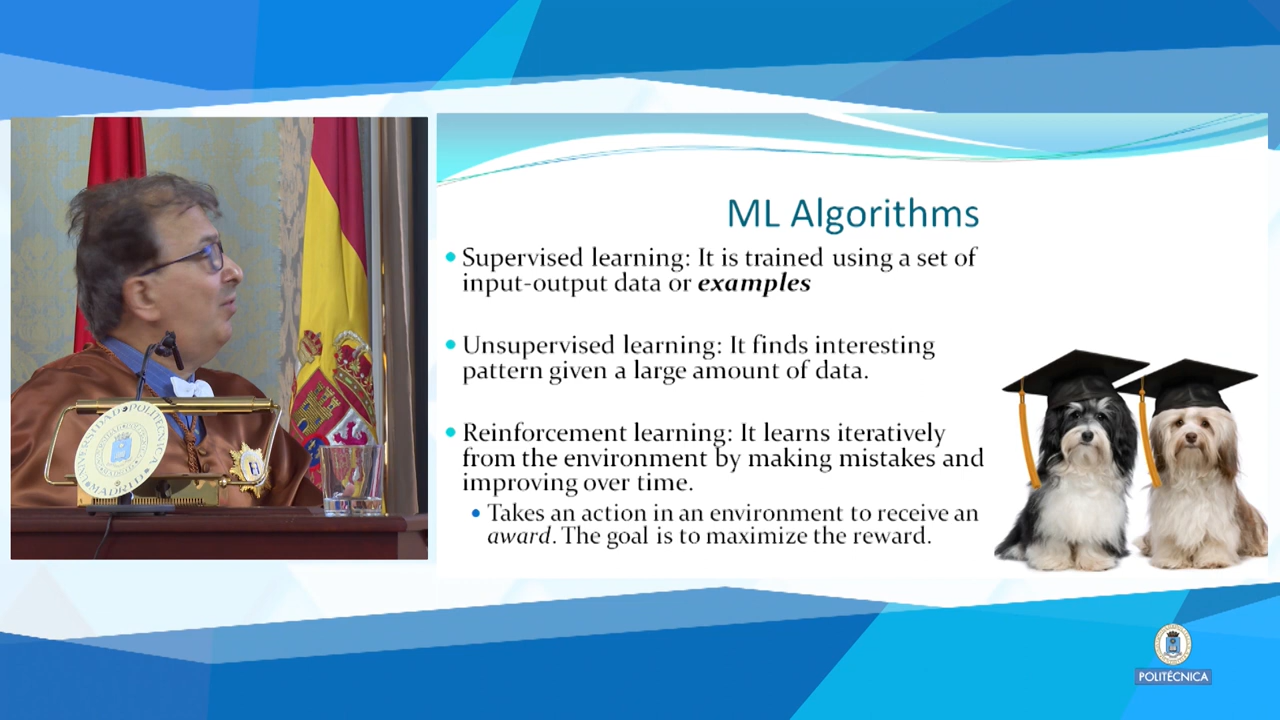 ML Algorithms
• Supervised learning: It is trained using a set of
input-output data or examples
• Unsupervised learning: It finds interesting
pattern given a large amount of data.
• Reinforcement learning: It learns iteratively
from the environment by making mistakes and
improving over time.
• Takes an action in an environment to receive an
award. The goal is to maximize the reward.
UNIVERSIDAD POLITÉCNICA
MADRID
POLITÉCNICA